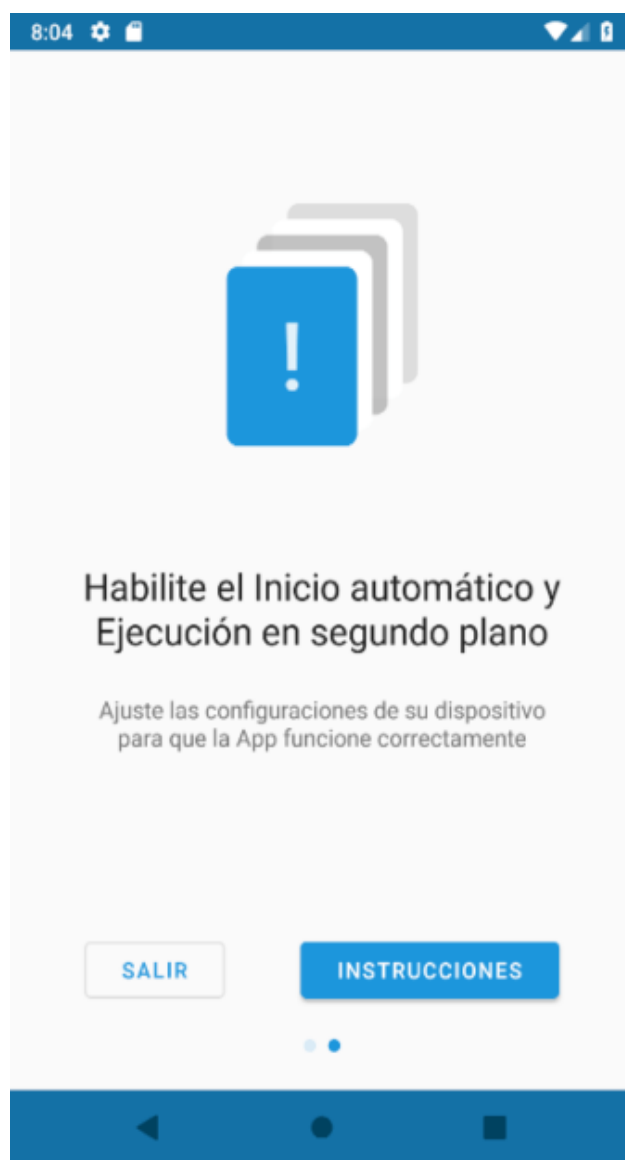 8:04
!
Habilite el Inicio automático y
Ejecución en segundo plano
Ajuste las configuraciones de su dispositivo
para que la App funcione correctamente
SALIR
INSTRUCCIONES